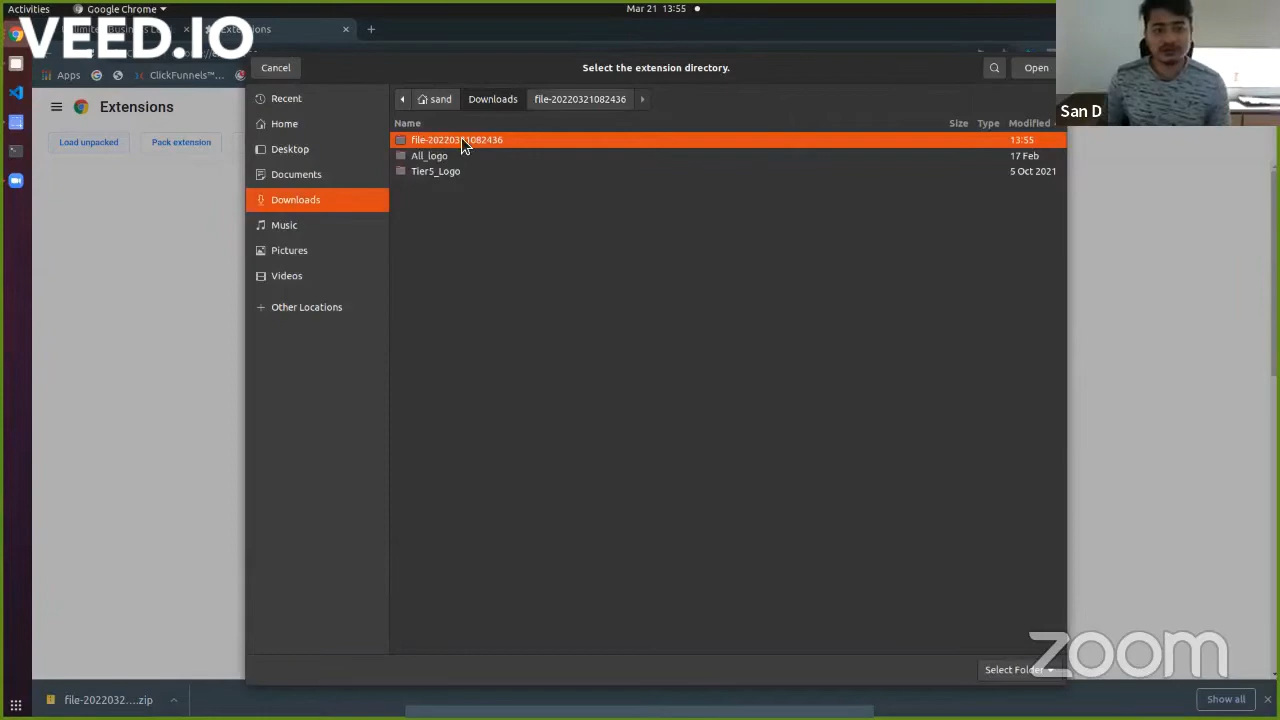 Activities
Google Chrome
Mar 21 13:55
VEED.IO
Extensions
Apps
ClickFunnels™…
Cancel
Select the extension directory.
Open
San D
Extensions
Load unpacked
Pack extension
Recent
Home
Desktop
Documents
Downloads
Music
Pictures
Videos
Other Locations
sand
Downloads
file-20220321082436
Name Size Type Modified
file-20220321082436 13:55
All_logo 17 Feb
Tier5_Logo 5 Oct 2021
Select Folder
zoom
file-2022032....zip
Show all